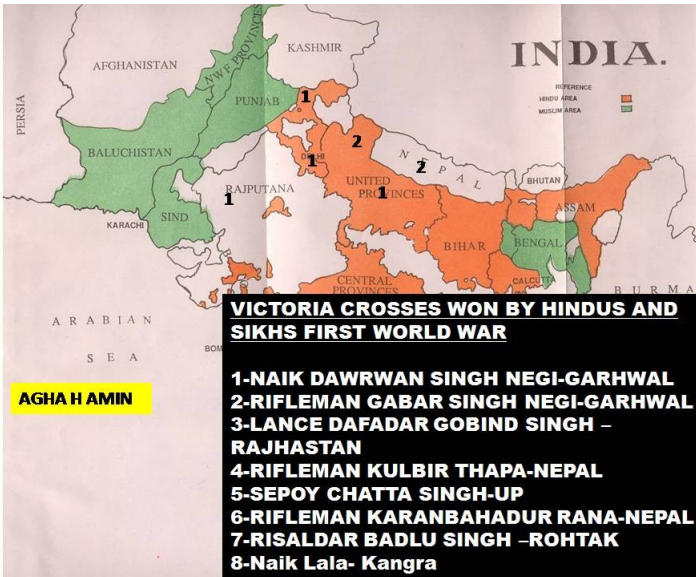 AFGHANISTAN
PERSIA
NWF PROVINCES
KASHMIR
INDIA.
REFERENCE
HINDU AREA
MUSLIM AREA
PUNJAB
1
BALUCHISTAN
2
NEPAL
2
1
RAJPUTANA
1
UNITED
PROVINCES
1
BHUTAN
ASSAM
SIND
KARACHI
BIHAR
BENGAL
CENTRAL
PROVINCES
CALCUTTA
BURMA
ARABIAN
SEA
BOM
AGHA H AMIN
VICTORIA CROSSES WON BY HINDUS AND
SIKHS FIRST WORLD WAR
1-NAIK DAWRWAN SINGH NEGI-GARHWAL
2-RIFLEMAN GABAR SINGH NEGI-GARHWAL
3-LANCE DAFADAR GOBIND SINGH –
RAJHASTAN
4-RIFLEMAN KULBIR THAPA-NEPAL
5-SEPOY CHATTA SINGH-UP
6-RIFLEMAN KARANBAHADUR RANA-NEPAL
7-RISALDAR BADLU SINGH –ROHTAK
8-Naik Lala- Kangra